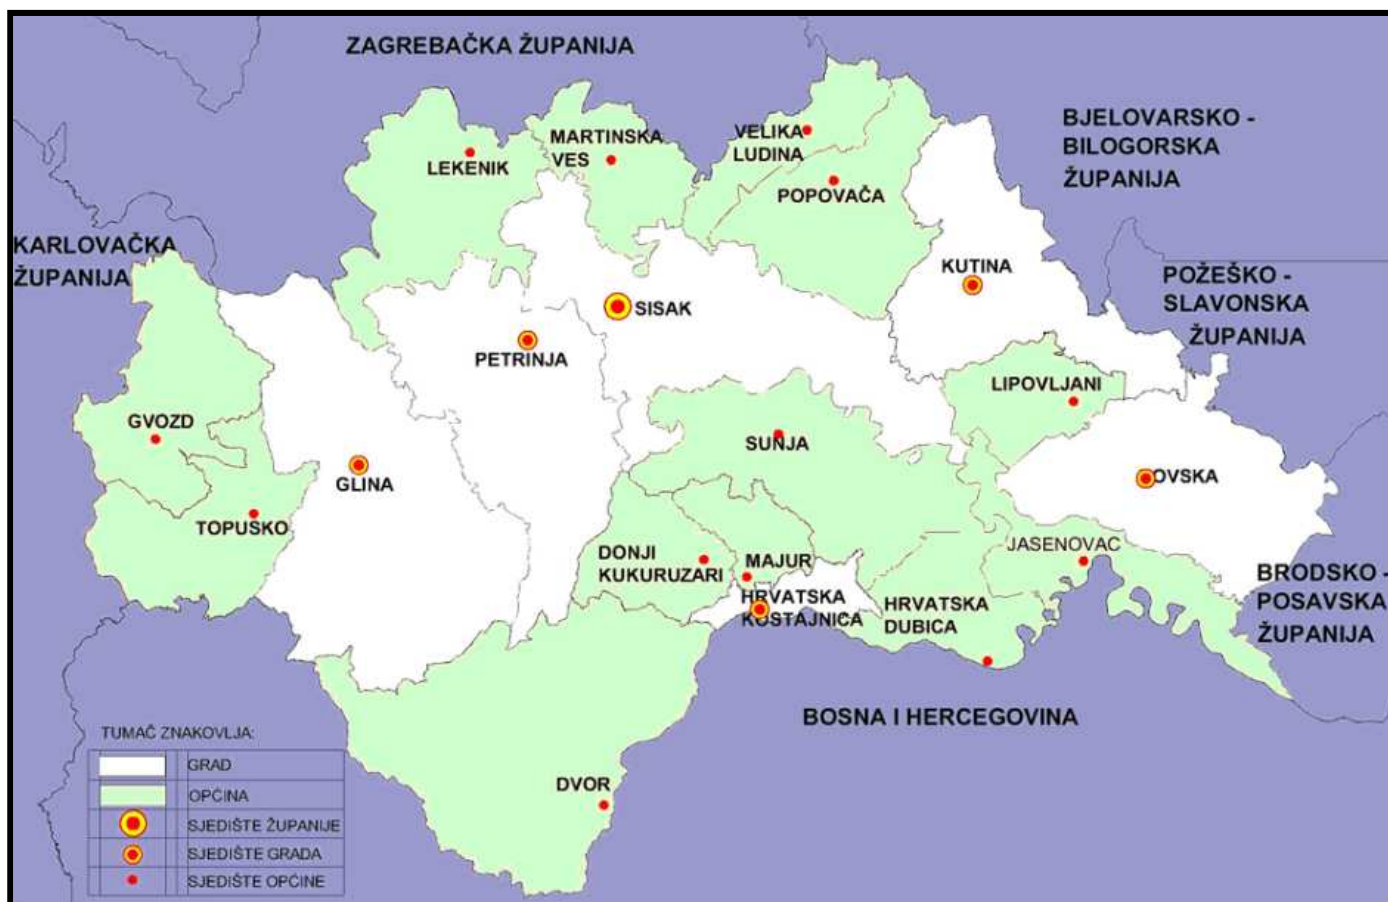 ZAGREBAČKA ŽUPANIJA
BJELOVARSKO -
BILOGORSKA
ŽUPANIJA
MARTINSKA
VES
VELIKA
LUDINA
LEKENIK
POPOVAČA
KARLOVAČKA
ŽUPANIJA
KUTINA
POŽEŠKO -
SLAVONSKA
ŽUPANIJA
SISAK
PETRINJA
LIPOVLJANI
GVOZD
SUNJA
GLINA
OVSKA
TOPUSKO
JASENOVAC
DONJI
KUKURUZARI
MAJUR
HRVATSKA
KOSTAJNICA
HRVATSKA
DUBICA
BRODSKO -
POSAVSKA
ŽUPANIJA
BOSNA I HERCEGOVINA
DVOR
TUMAČ ZNAKOVLJA:
GRAD
OPĆINA
SJEDIŠTE ŽUPANIJE
SJEDIŠTE GRADA
SJEDIŠTE OPĆINE